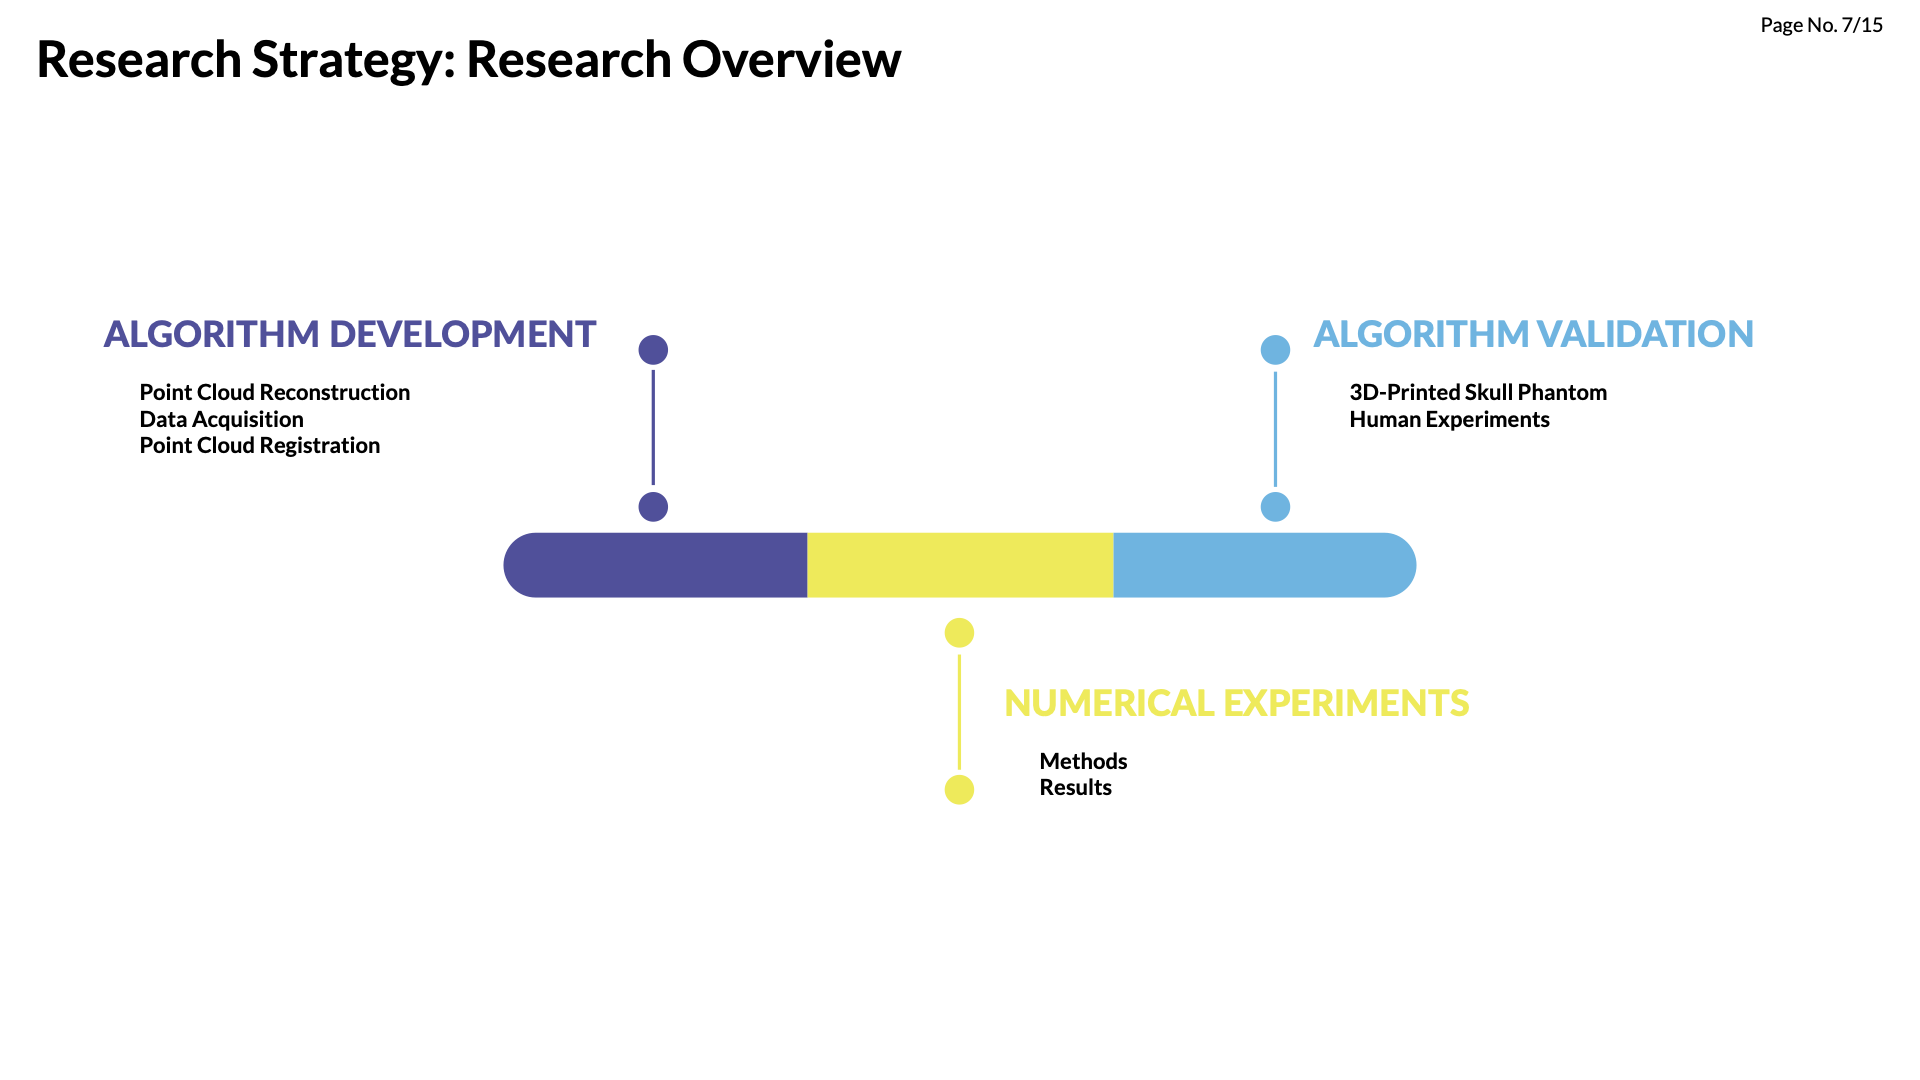 Page No. 7/15
Research Strategy: Research Overview
ALGORITHM DEVELOPMENT
Point Cloud Reconstruction
Data Acquisition
Point Cloud Registration
ALGORITHM VALIDATION
3D-Printed Skull Phantom
Human Experiments
NUMERICAL EXPERIMENTS
Methods
Results